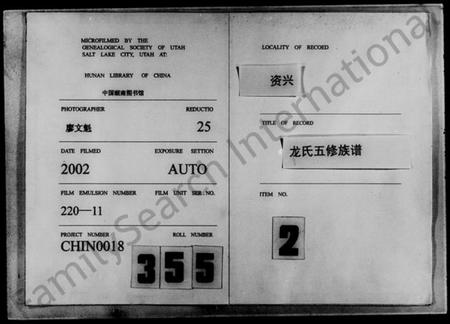 MICROFILMED BY THE
GENEALOGICAL SOCIETY OF UTAH
SALT LAKE CITY, UTAH AT:
HUNAN LIBRARY OF CHINA
中国湖南图书馆
PHOTOGRAPHER REDUCTIO
廖文魁 25
DATE FILMED EXPOSURE SETTION
2002 AUTO
FILM EMULSION NUMBER FILM UNIT SER. NO.
220—11
PROJECT NUMBER ROLL NUMBER
CHIN0018 355
LOCALITY OF RECOED
资兴
TITLE OF RECORD
龙氏五修族谱
ITEM NO.
2
FamilySearch International